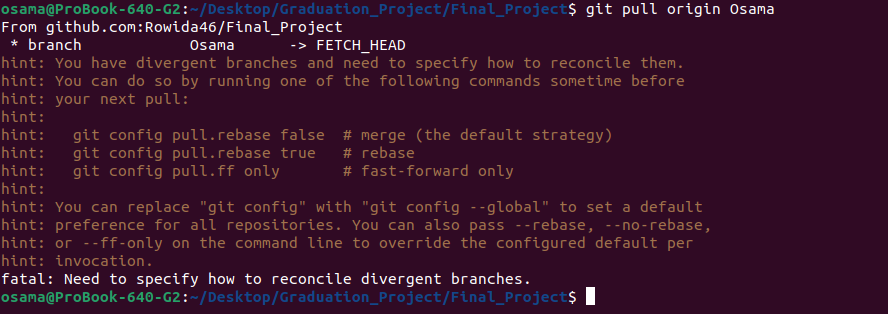 osama@ProBook-640-G2:~/Desktop/Graduation_Project/Final_Project$ git pull origin Osama
From github.com:Rowida46/Final_Project
 * branch            Osama      -> FETCH_HEAD
hint: You have divergent branches and need to specify how to reconcile them.
hint: You can do so by running one of the following commands sometime before
hint: your next pull:
hint:
hint:   git config pull.rebase false  # merge (the default strategy)
hint:   git config pull.rebase true   # rebase
hint:   git config pull.ff only       # fast-forward only
hint:
hint: You can replace "git config" with "git config --global" to set a default
hint: preference for all repositories. You can also pass --rebase, --no-rebase,
hint: or --ff-only on the command line to override the configured default per
hint: invocation.
fatal: Need to specify how to reconcile divergent branches.
osama@ProBook-640-G2:~/Desktop/Graduation_Project/Final_Project$